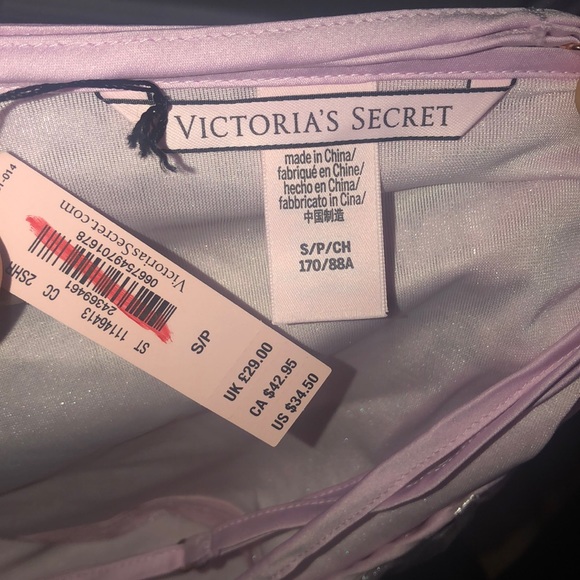 VICTORIA'S SECRET
made in China/
fabriqué en Chine/
hecho en China/
fabbricato in Cina/
中国制造
S/P/CH
170/88A
VictoriasSecret.com
0667549701678
24369461
ST 11146413 CC 2SHP
S/P
UK £29.00
CA $42.95
US $34.50